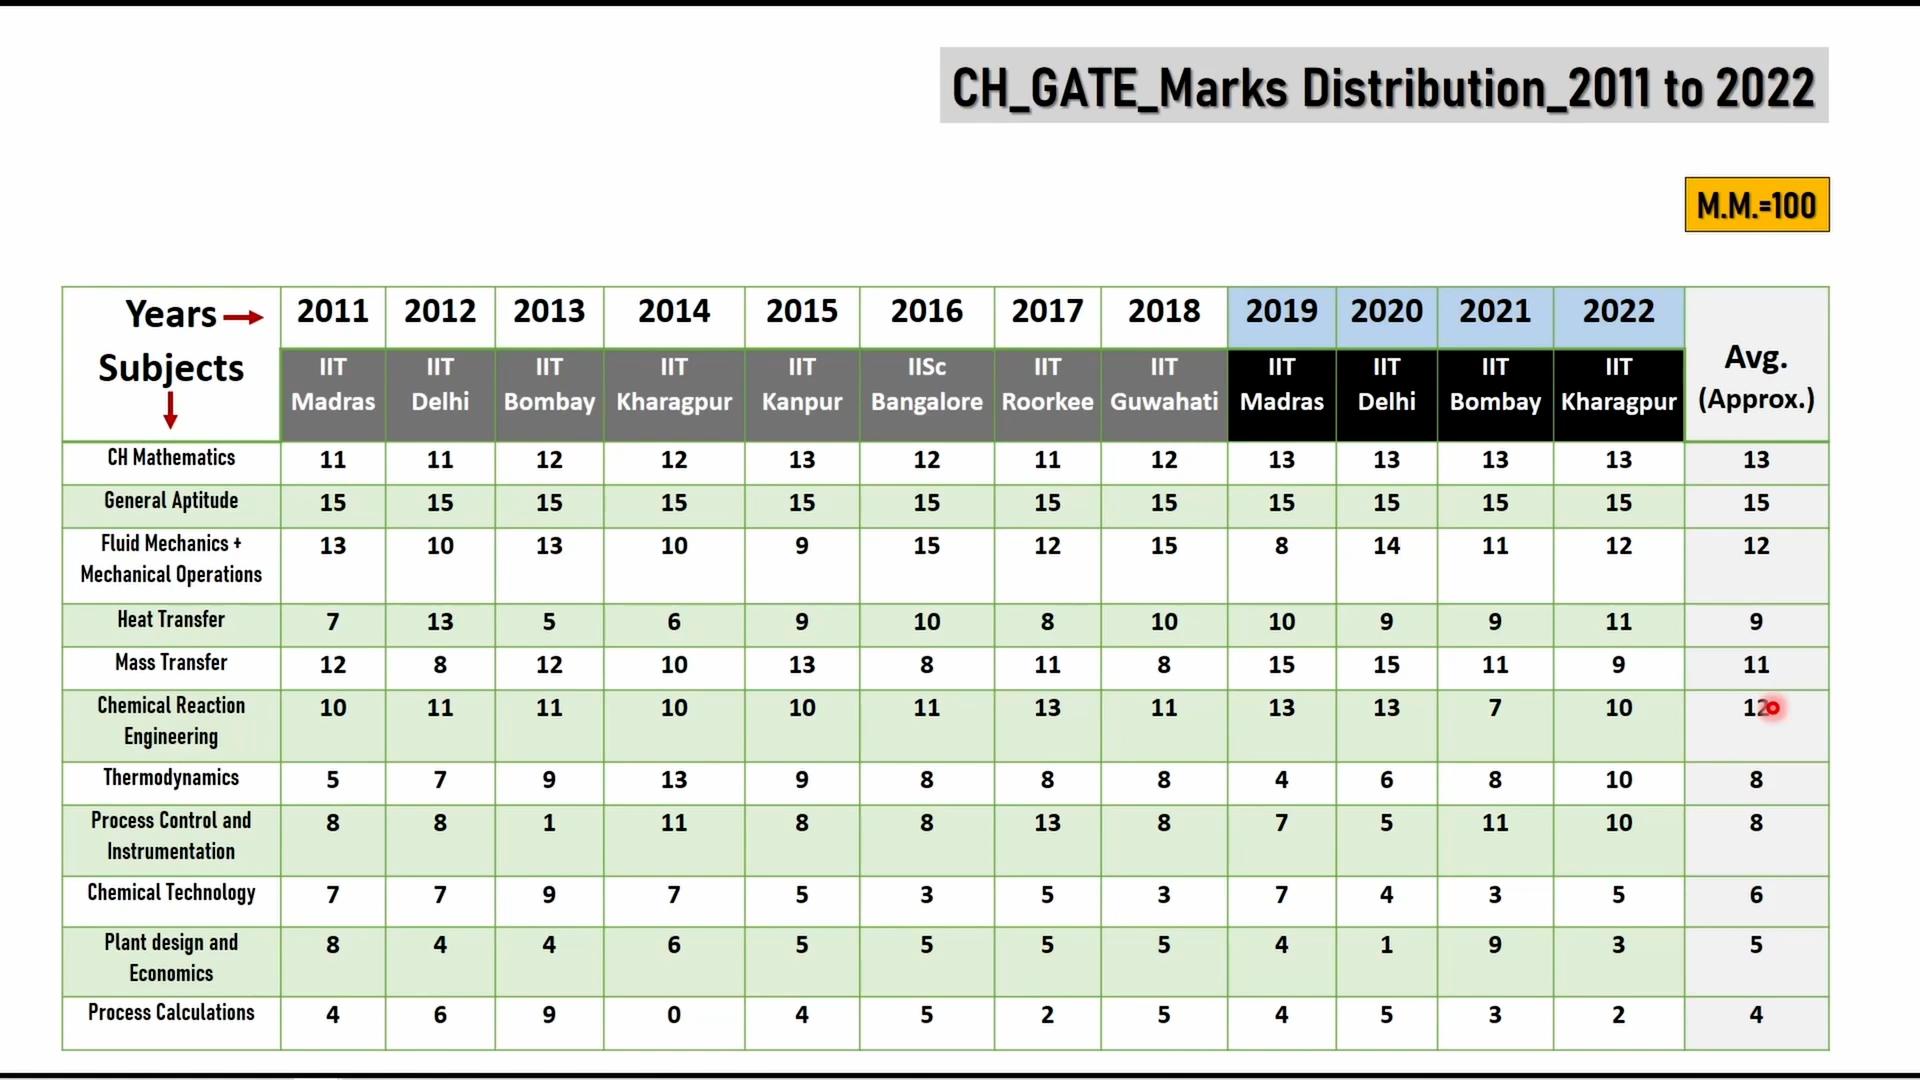 CH_GATE_Marks Distribution_2011 to 2022
M.M.=100
Years 2011 2012 2013 2014 2015 2016 2017 2018 2019 2020 2021 2022 Avg. (Approx.)
Subjects IIT Madras IIT Delhi IIT Bombay IIT Kharagpur IIT Kanpur IISc Bangalore IIT Roorkee IIT Guwahati IIT Madras IIT Delhi IIT Bombay IIT Kharagpur
CH Mathematics 11 11 12 12 13 12 11 12 13 13 13 13 13
General Aptitude 15 15 15 15 15 15 15 15 15 15 15 15 15
Fluid Mechanics + Mechanical Operations 13 10 13 10 9 15 12 15 8 14 11 12 12
Heat Transfer 7 13 5 6 9 10 8 10 10 9 9 11 9
Mass Transfer 12 8 12 10 13 8 11 8 15 15 11 9 11
Chemical Reaction Engineering 10 11 11 10 10 11 13 11 13 13 7 10 12
Thermodynamics 5 7 9 13 9 8 8 8 4 6 8 10 8
Process Control and Instrumentation 8 8 1 11 8 8 13 8 7 5 11 10 8
Chemical Technology 7 7 9 7 5 3 5 3 7 4 3 5 6
Plant design and Economics 8 4 4 6 5 5 5 5 4 1 9 3 5
Process Calculations 4 6 9 0 4 5 2 5 4 5 3 2 4